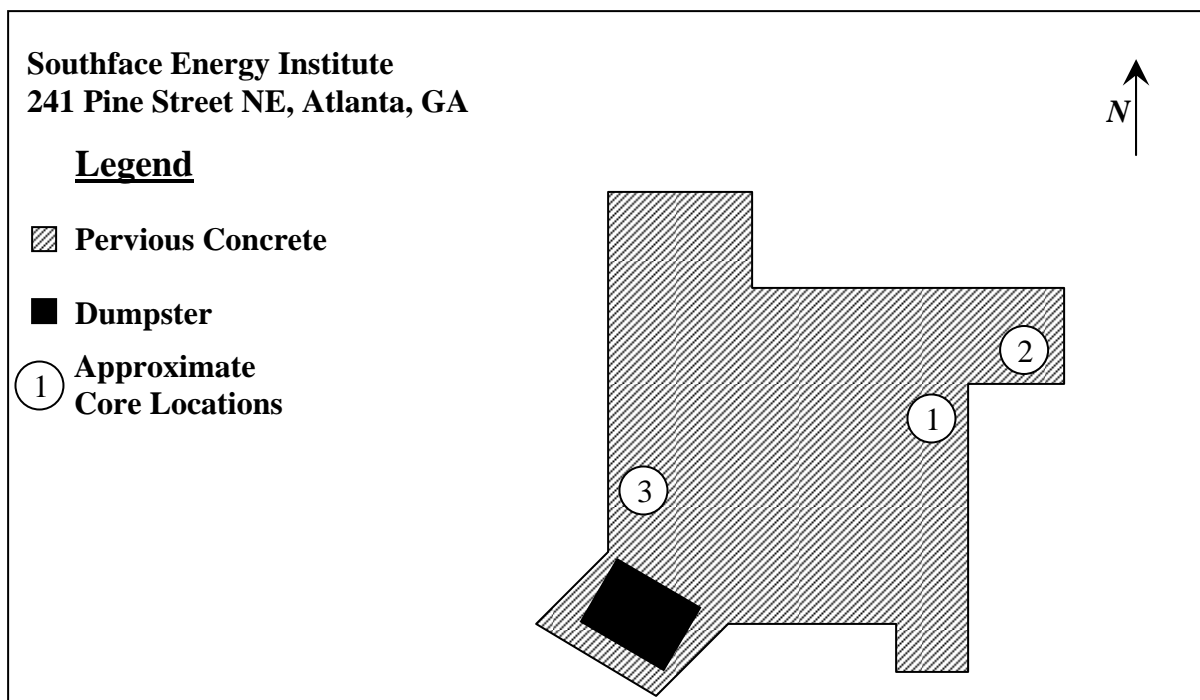 Southface Energy Institute
241 Pine Street NE, Atlanta, GA
N
Legend
Pervious Concrete
Dumpster
1 Approximate
Core Locations
2
1
3